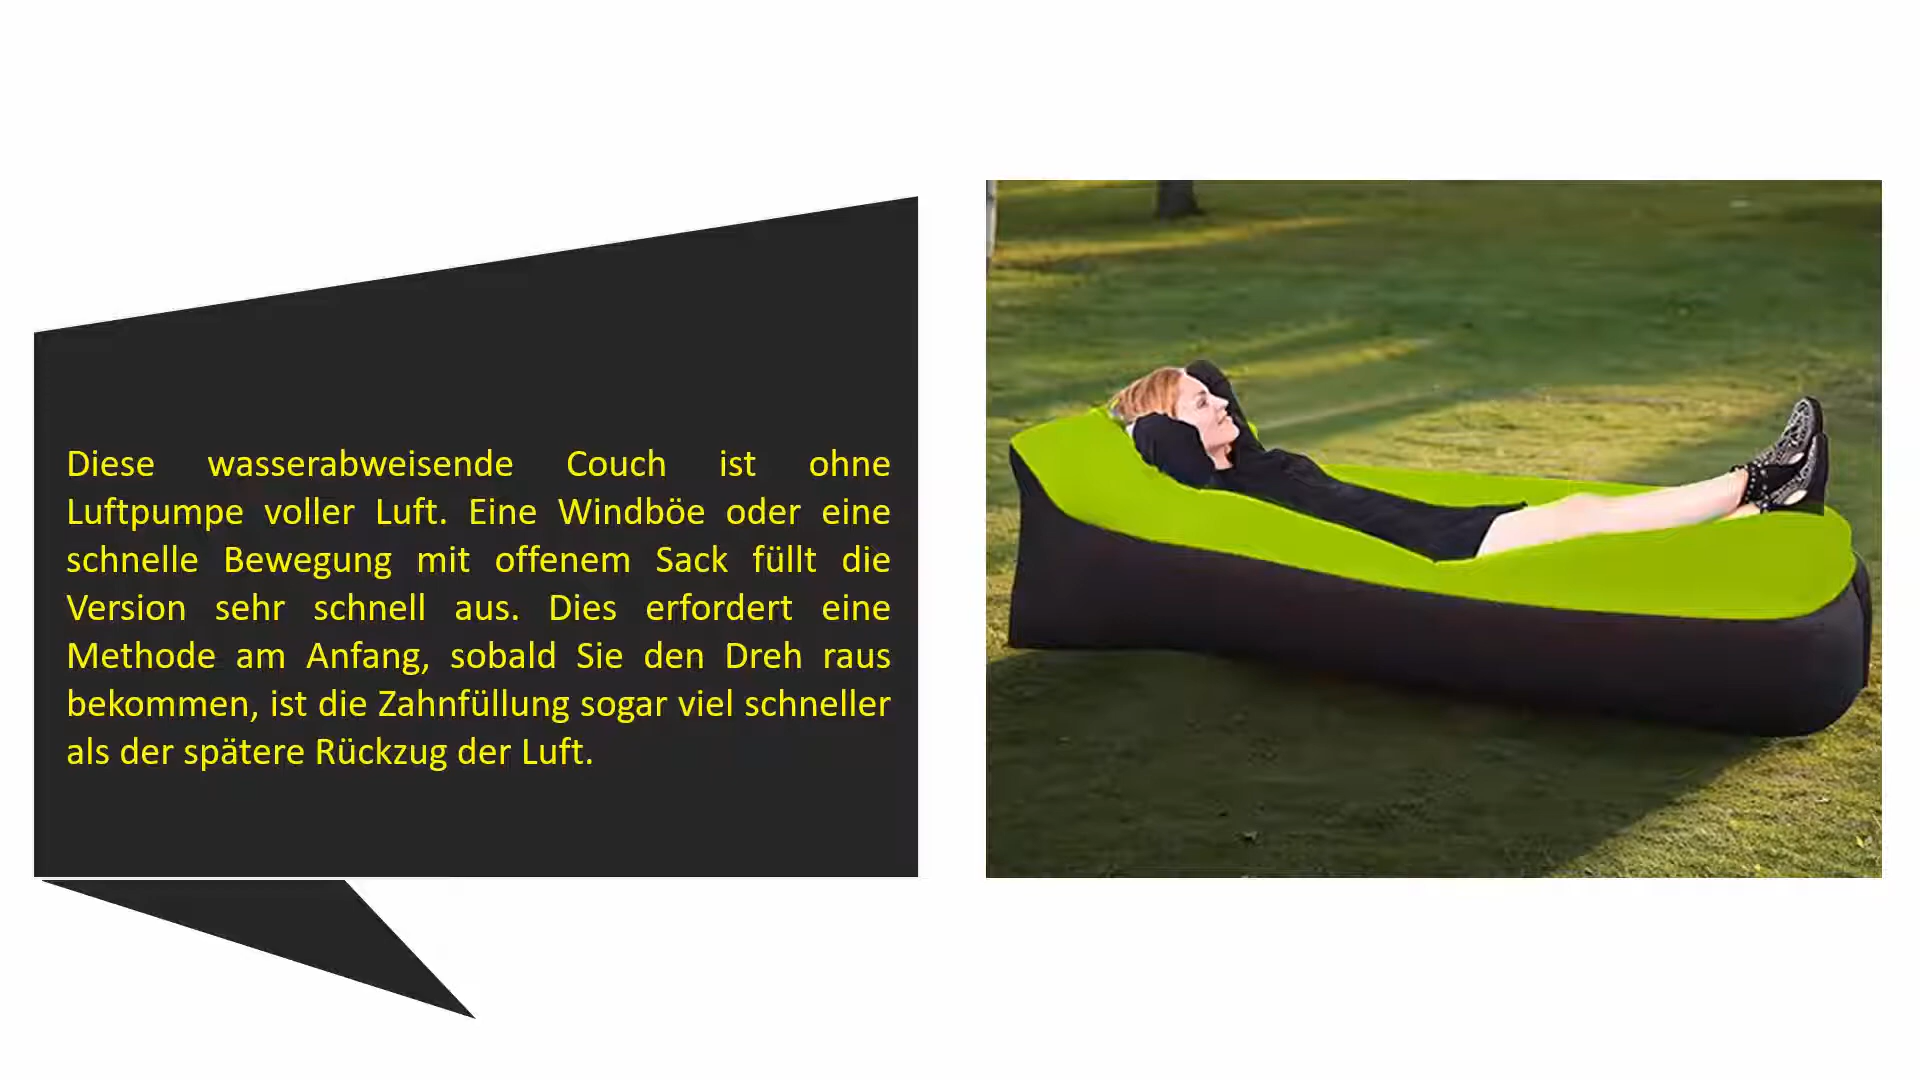 Diese wasserabweisende Couch ist ohne
Luftpumpe voller Luft. Eine Windböe oder eine
schnelle Bewegung mit offenem Sack füllt die
Version sehr schnell aus. Dies erfordert eine
Methode am Anfang, sobald Sie den Dreh raus
bekommen, ist die Zahnfüllung sogar viel schneller
als der spätere Rückzug der Luft.